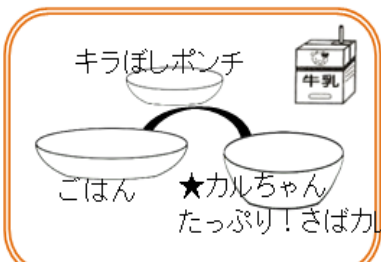 キラぼしポンチ
牛乳
ごはん
★カルちゃん
たっぷり！さばカレ